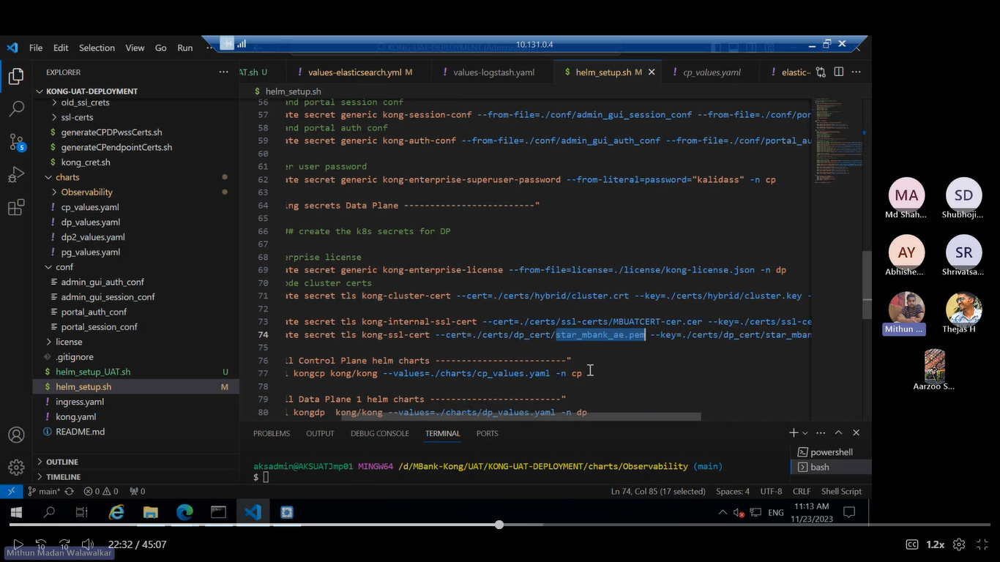 10.131.0.4
File Edit Selection View Go Run ...
KONG-UAT-DEPLOYMENT [Administrator]
EXPLORER
KONG-UAT-DEPLOYMENT
old_ssl_crets
ssl-certs
generateCPDPwssCerts.sh
generateCPendpointCerts.sh
kong_cret.sh
charts
Observability
cp_values.yaml
dp_values.yaml
dp2_values.yaml
pg_values.yaml
conf
admin_gui_auth_conf
admin_gui_session_conf
portal_auth_conf
portal_session_conf
license
.gitignore
helm_setup_UAT.sh U
helm_setup.sh M
ingress.yaml
kong.yaml
README.md
OUTLINE
TIMELINE
AT.sh U values-elasticsearch.yml M values-logstash.yaml helm_setup.sh M cp_values.yaml elastic-
helm_setup.sh
56 and portal session conf
57 ate secret generic kong-session-conf --from-file=./conf/admin_gui_session_conf --from-file=./conf/por
58 and portal auth conf
59 ate secret generic kong-auth-conf --from-file=./conf/admin_gui_auth_conf --from-file=./conf/portal_au
60
61 er user password
62 ate secret generic kong-enterprise-superuser-password --from-literal=password="kalidass" -n cp
63
64 ing secrets Data Plane -------------------------"
65
66 ## create the k8s secrets for DP
67
68 erprise license
69 ate secret generic kong-enterprise-license --from-file=license=./license/kong-license.json -n dp
70 ode cluster certs
71 ate secret tls kong-cluster-cert --cert=./certs/hybrid/cluster.crt --key=./certs/hybrid/cluster.key -
72
73 ate secret tls kong-internal-ssl-cert --cert=./certs/ssl-certs/MBUATCERT-cer.cer --key=./certs/ssl-ce
74 ate secret tls kong-ssl-cert --cert=./certs/dp_cert/star_mbank_ae.pem --key=./certs/dp_cert/star_mban
75
76 ll Control Plane helm charts -------------------------"
77 l kongcp kong/kong --values=./charts/cp_values.yaml -n cp
78
79 ll Data Plane 1 helm charts -------------------------"
80 l kongdp kong/kong --values=./charts/dp_values.yaml -n dp
PROBLEMS OUTPUT DEBUG CONSOLE TERMINAL PORTS
aksadmin@AKSUATJmp01 MINGW64 /d/MBank-Kong/UAT/KONG-UAT-DEPLOYMENT/charts/Observability (main)
$
powershell
bash
5
main* 0 0 0 Ln 74, Col 85 (17 selected) Spaces: 4 UTF-8 CRLF Shell Script
ENG
11:13 AM
11/23/2023
MA
Md Shah...
SD
Shubhoji...
AY
Abhishe...
SR
Shrivatsa...
Mithun ...
Thejas H
Aarzoo S...
10 10 22:32 / 45:07
CC 1.2x
Mithun Madan Walawalkar